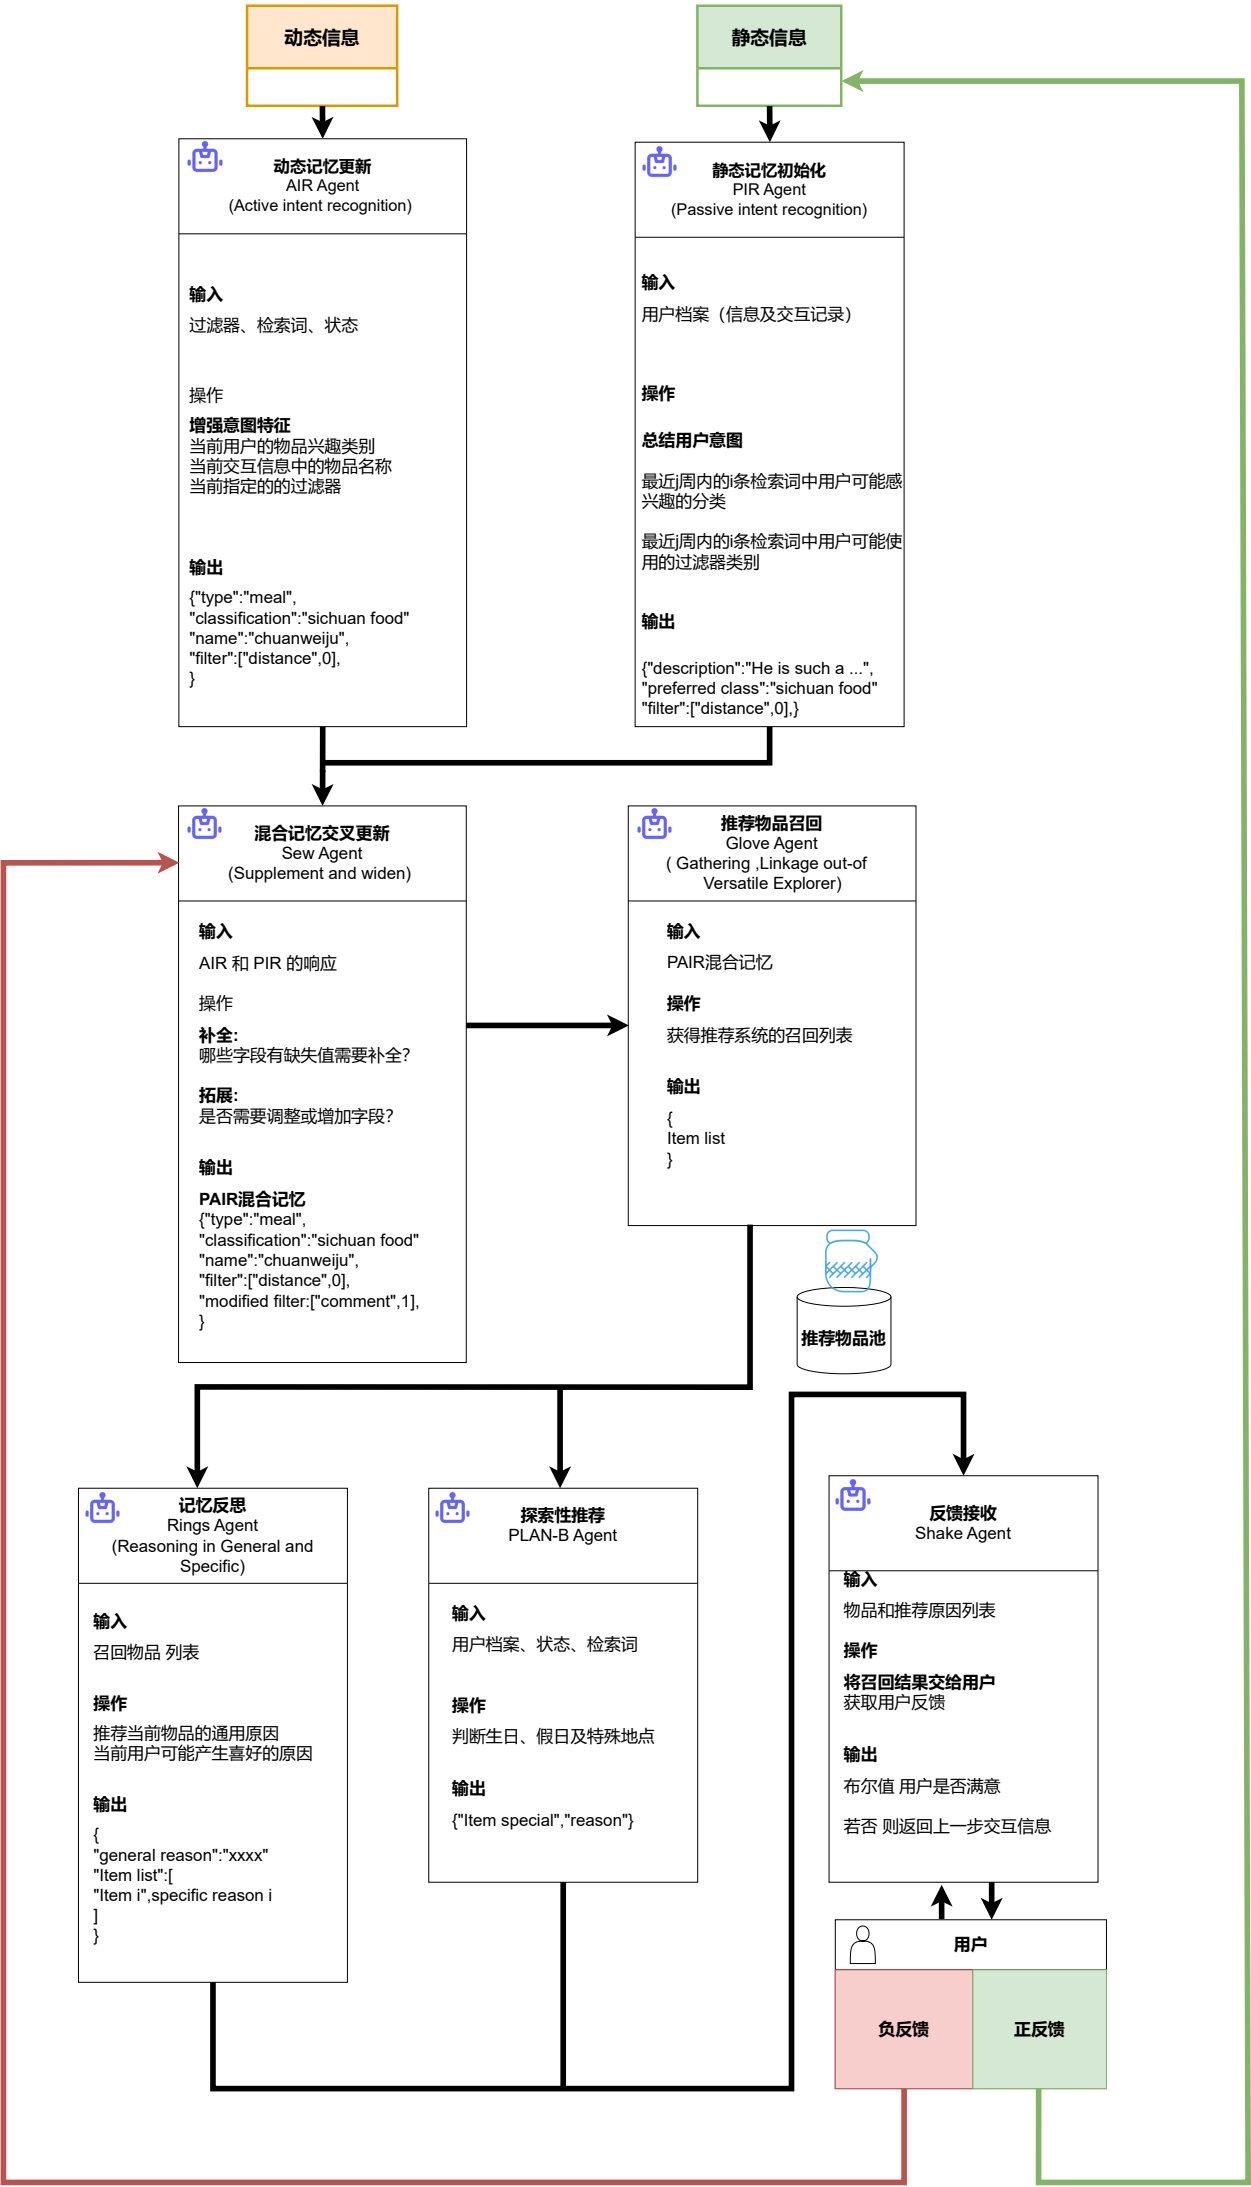 动态信息
静态信息
动态记忆更新
AIR Agent
(Active intent recognition)
输入
过滤器、检索词、状态
操作
增强意图特征
当前用户的物品兴趣类别
当前交互信息中的物品名称
当前指定的的过滤器
输出
{"type":"meal",
"classification":"sichuan food"
"name":"chuanweiju",
"filter":["distance",0],
}
静态记忆初始化
PIR Agent
(Passive intent recognition)
输入
用户档案（信息及交互记录）
操作
总结用户意图
最近j周内的i条检索词中用户可能感
兴趣的分类
最近j周内的i条检索词中用户可能使
用的过滤器类别
输出
{"description":"He is such a ...",
"preferred class":"sichuan food"
"filter":["distance",0],}
混合记忆交叉更新
Sew Agent
(Supplement and widen)
输入
AIR 和 PIR 的响应
操作
补全:
哪些字段有缺失值需要补全?
拓展:
是否需要调整或增加字段?
输出
PAIR混合记忆
{"type":"meal",
"classification":"sichuan food"
"name":"chuanweiju",
"filter":["distance",0],
"modified filter:["comment",1],
}
推荐物品召回
Glove Agent
( Gathering ,Linkage out-of
Versatile Explorer)
输入
PAIR混合记忆
操作
获得推荐系统的召回列表
输出
{
Item list
}
推荐物品池
记忆反思
Rings Agent
(Reasoning in General and
Specific)
输入
召回物品 列表
操作
推荐当前物品的通用原因
当前用户可能产生喜好的原因
输出
{
"general reason":"xxxx"
"Item list":[
"Item i",specific reason i
]
}
探索性推荐
PLAN-B Agent
输入
用户档案、状态、检索词
操作
判断生日、假日及特殊地点
输出
{"Item special","reason"}
反馈接收
Shake Agent
输入
物品和推荐原因列表
操作
将召回结果交给用户
获取用户反馈
输出
布尔值 用户是否满意
若否 则返回上一步交互信息
用户
负反馈
正反馈